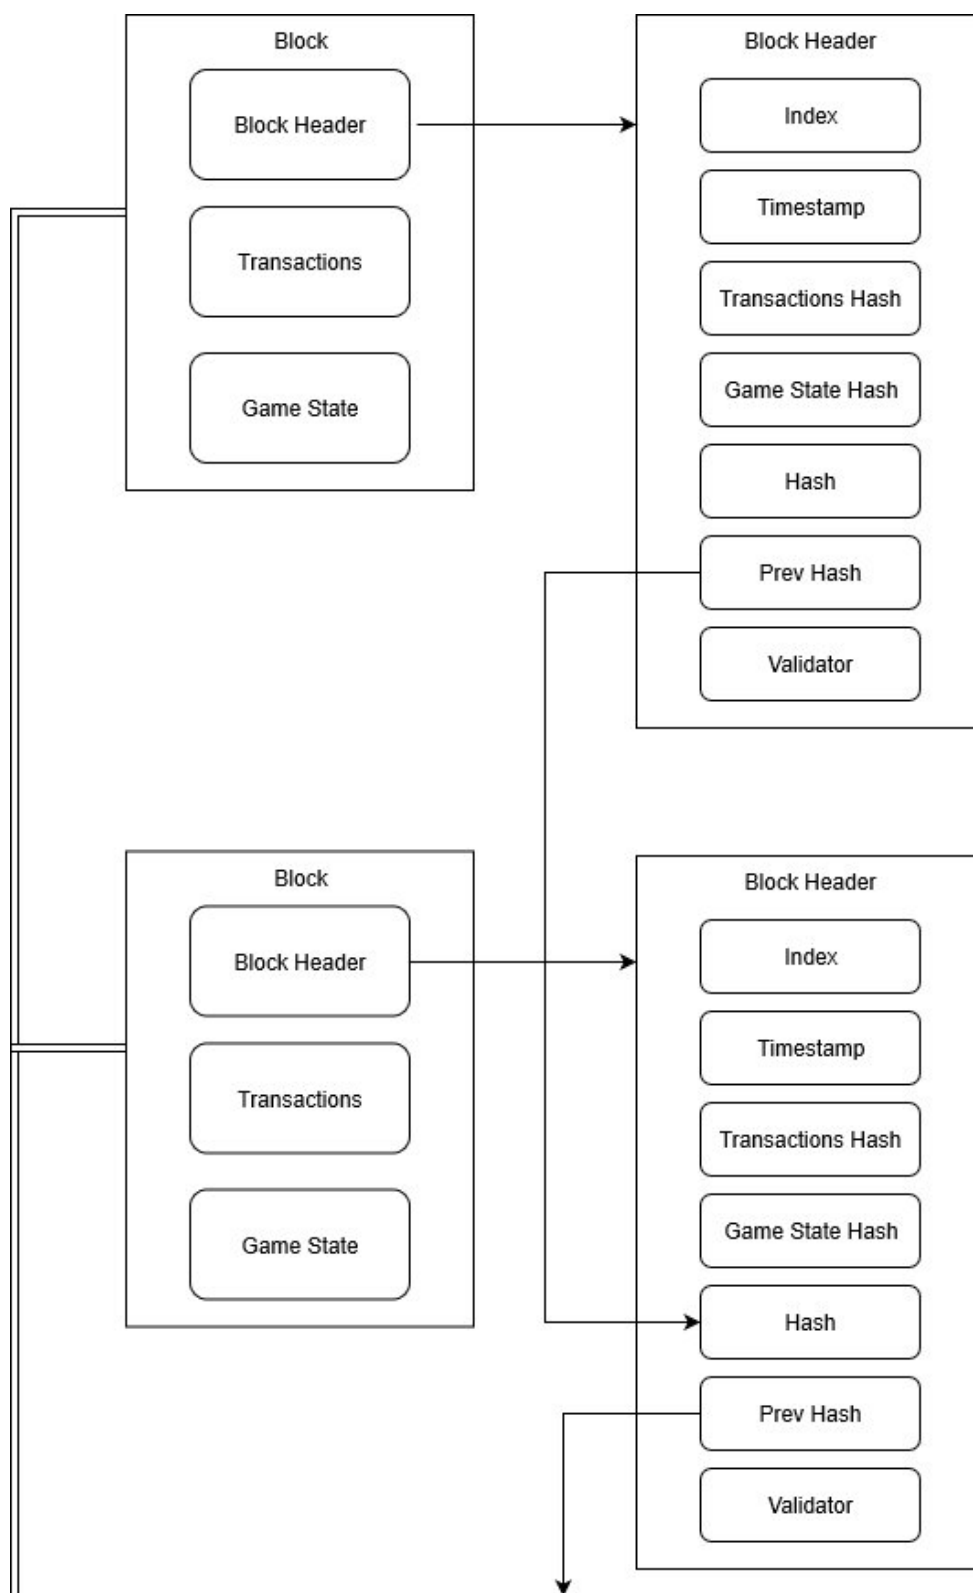 Block
Block Header
Transactions
Game State
Block Header
Index
Timestamp
Transactions Hash
Game State Hash
Hash
Prev Hash
Validator
Block
Block Header
Transactions
Game State
Block Header
Index
Timestamp
Transactions Hash
Game State Hash
Hash
Prev Hash
Validator